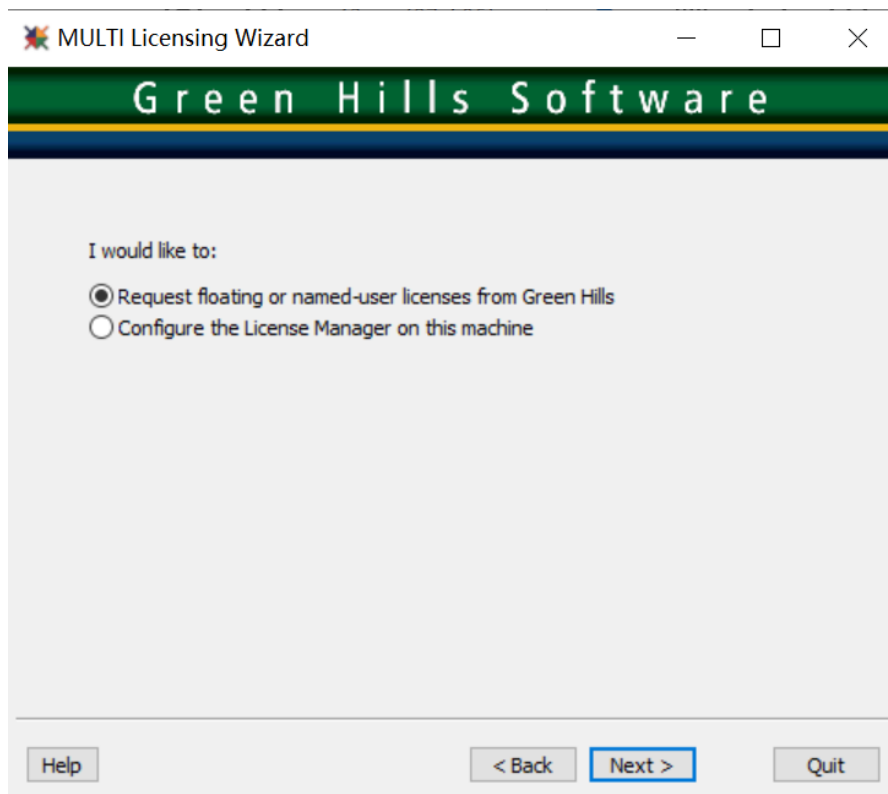 MULTI Licensing Wizard
Green Hills Software
I would like to:
Request floating or named-user licenses from Green Hills
Configure the License Manager on this machine
Help
< Back
Next >
Quit